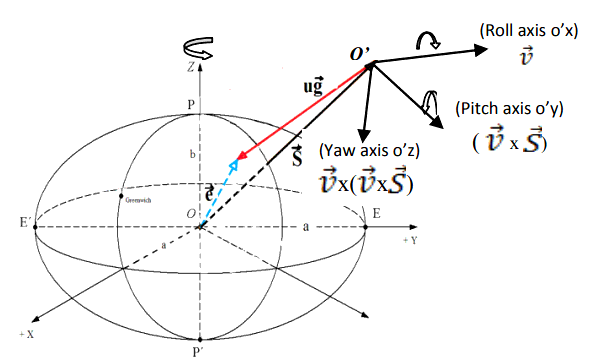 (Roll axis o'x)
O'
v⃗
Z
ug⃗
(Pitch axis o'y)
P
(v⃗ x S⃗)
b
S⃗
(Yaw axis o'z)
v⃗x(v⃗xS⃗)
e⃗
Greenwich
O
E'
E
a
+Y
a
+X
P'